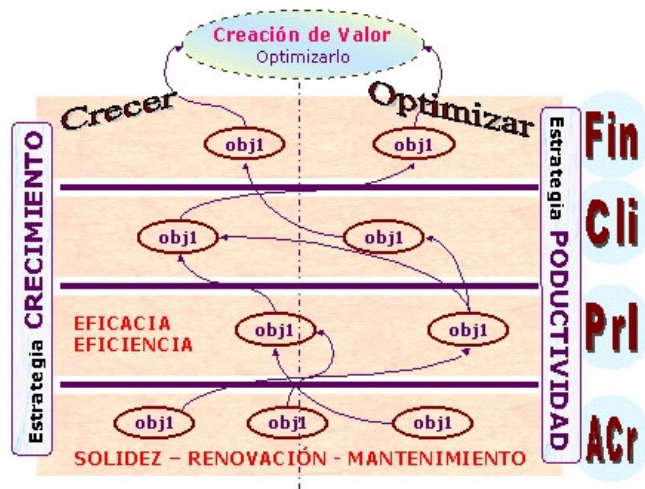 Creación de Valor
Optimizarlo
Crecer
Optimizar
obj1
obj1
Fin
obj1
obj1
Cli
EFICACIA
EFICIENCIA
obj1
obj1
PrI
obj1
obj1
obj1
ACr
SOLIDEZ – RENOVACIÓN - MANTENIMIENTO
Estrategia CRECIMIENTO
Estrategia PODUCTIVIDAD